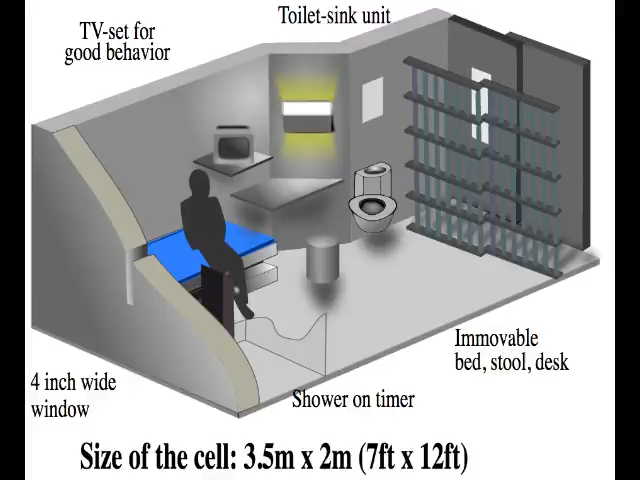 TV-set for
good behavior
Toilet-sink unit
Immovable
bed, stool, desk
4 inch wide
window
Shower on timer
Size of the cell: 3.5m x 2m (7ft x 12ft)